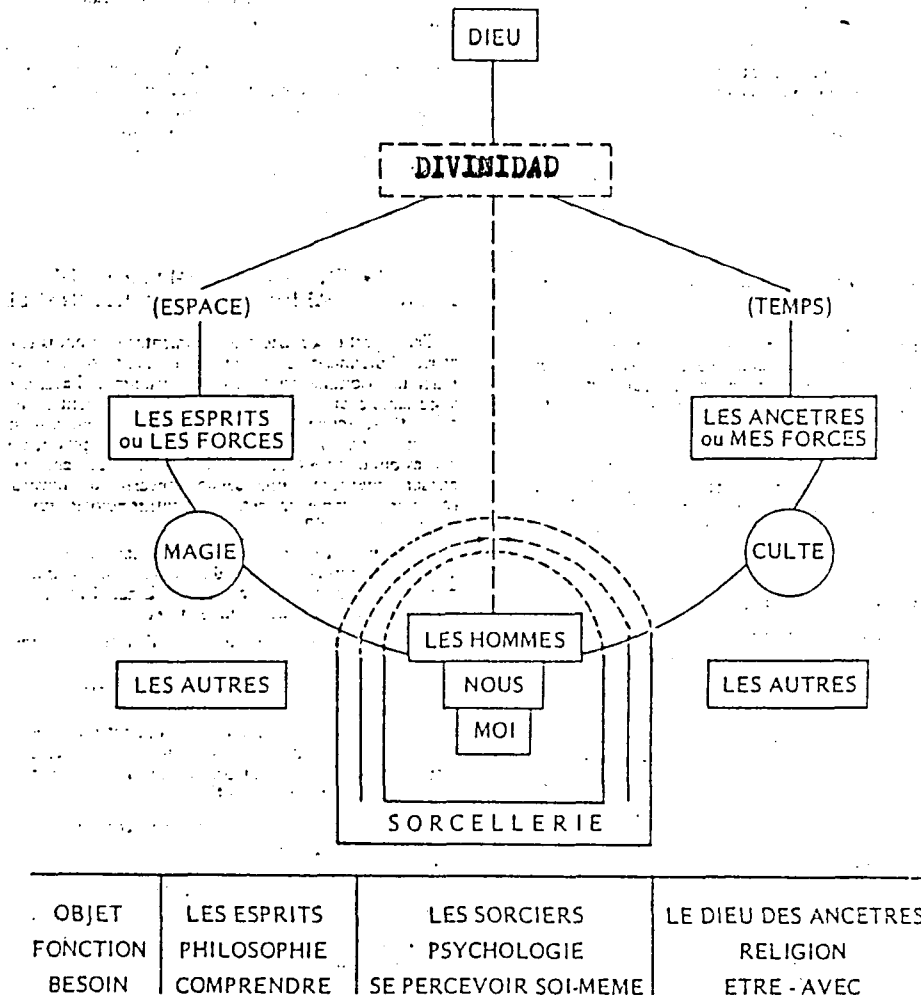 DIEU
DIVINIDAD
(ESPACE)
(TEMPS)
LES ESPRITS
ou LES FORCES
LES ANCETRES
ou MES FORCES
MAGIE
CULTE
LES HOMMES
LES AUTRES
NOUS
LES AUTRES
MOI
SORCELLERIE
OBJET LES ESPRITS LES SORCIERS LE DIEU DES ANCETRES
FONCTION PHILOSOPHIE PSYCHOLOGIE RELIGION
BESOIN COMPRENDRE SE PERCEVOIR SOI-MEME ETRE - AVEC